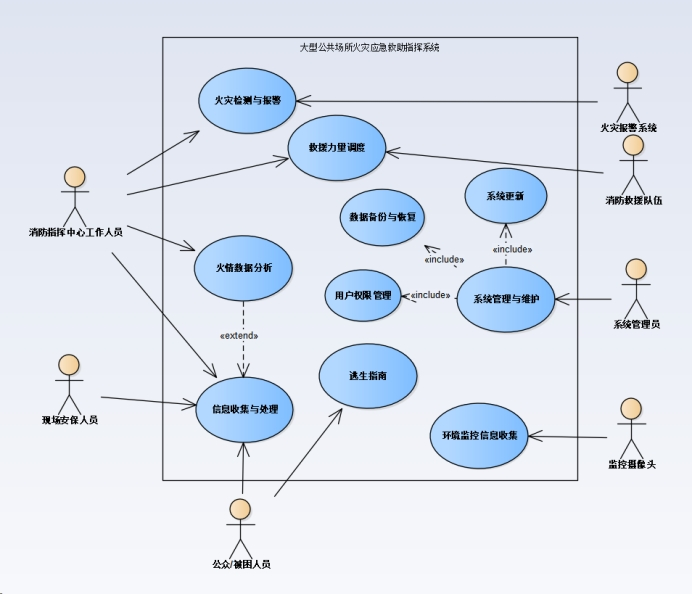 大型公共场所火灾应急救助指挥系统
火灾检测与报警
火灾报警系统
救援力量调度
消防救援队伍
系统更新
数据备份与恢复
消防指挥中心工作人员
«include»
«include»
火情数据分析
用户权限管理
«include»
系统管理与维护
系统管理员
«extend»
逃生指南
信息收集与处理
现场安保人员
环境监控信息收集
监控摄像头
公众/被困人员